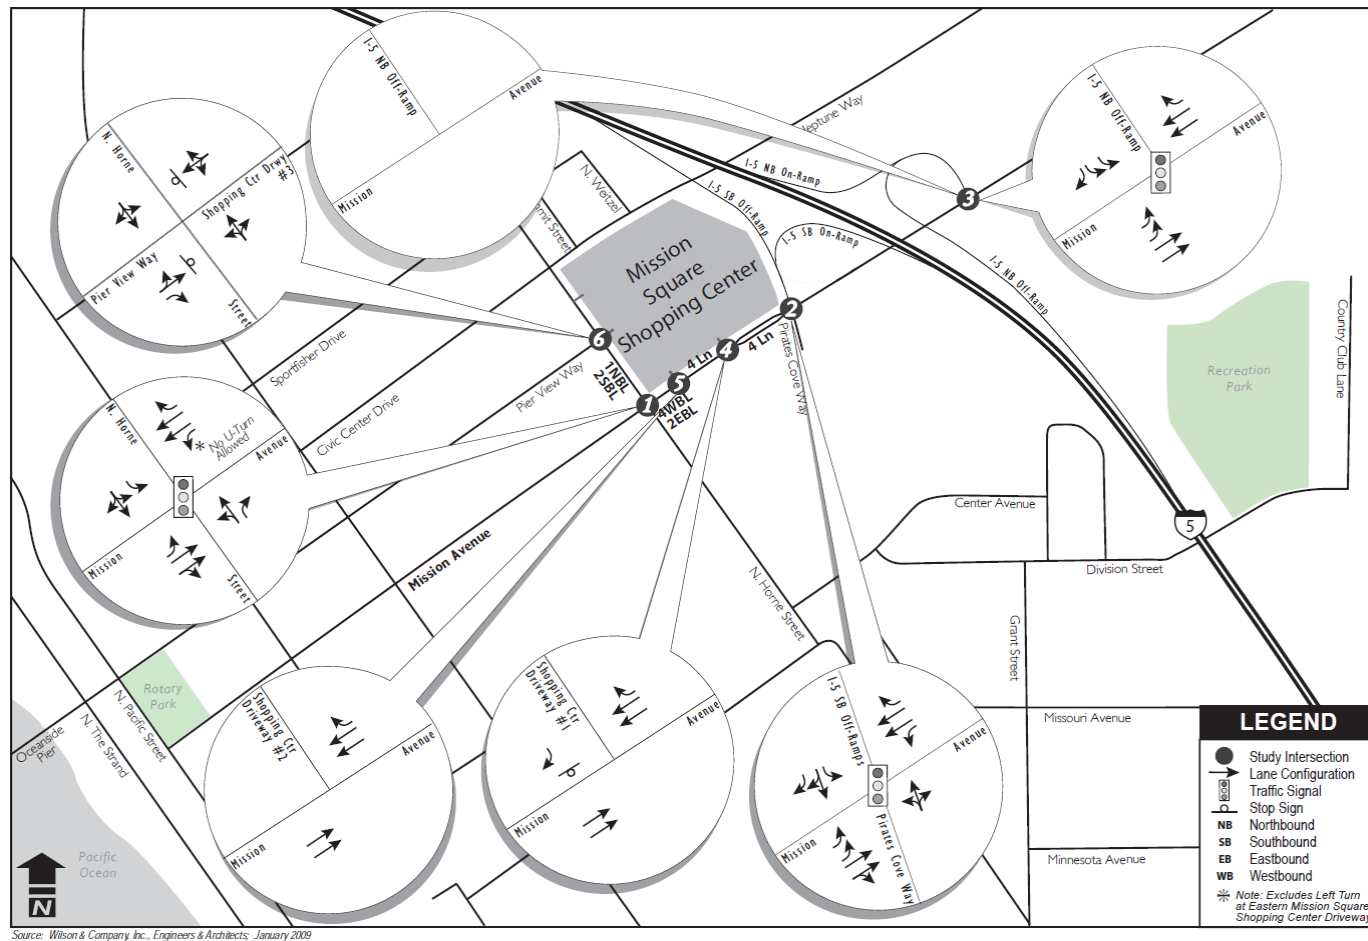 I-5 NB Off-Ramp
Avenue
Mission
N. Horne
Shopping Ctr Drwy
#3
Pier View Way
Street
I-5 NB Off-Ramp
Avenue
Mission
Neptune Way
I-5 NB On-Ramp
I-5 SB Off-Ramp
I-5 SB On-Ramp
I-5 NB Off-Ramp
N. Weitzel
mit Street
3
Mission
Square
Shopping Center
2
6
4
5
1
4 Ln
4 Ln
1NBL
2SBL
4WBL
2EBL
Pirates Cove Way
Country Club Lane
Recreation
Park
Sportfisher Drive
Pier View Way
Civic Center Drive
Mission Avenue
N. Horne
* No U-Turn
Allowed
Avenue
Mission
Street
Center Avenue
5
Division Street
N. Horne Street
Grant Street
Missouri Avenue
Minnesota Avenue
Rotary
Park
N. Pacific Street
N. The Strand
Oceanside
Pier
Pacific
Ocean
N
Shopping Ctr
Driveway #2
Avenue
Mission
Shopping Ctr
Driveway #1
Avenue
Mission
I-5 SB Off-Ramps
Avenue
Mission
Pirates Cove Way
LEGEND
Study Intersection
Lane Configuration
Traffic Signal
Stop Sign
NB Northbound
SB Southbound
EB Eastbound
WB Westbound
* Note: Excludes Left Turn
at Eastern Mission Square
Shopping Center Driveway
Source: Wilson & Company, Inc., Engineers & Architects; January 2009